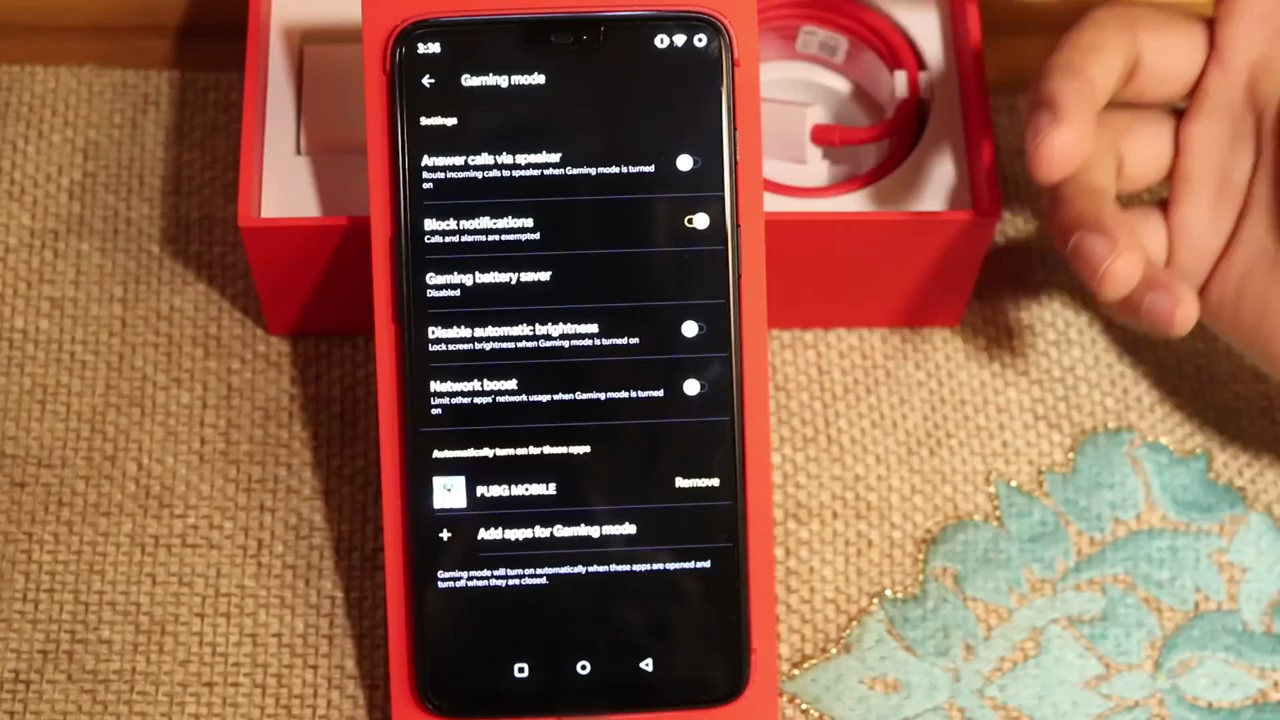 3:36
Gaming mode
Settings
Answer calls via speaker
Route incoming calls to speaker when Gaming mode is turned
on
Block notifications
Calls and alarms are exempted
Gaming battery saver
Disabled
Disable automatic brightness
Lock screen brightness when Gaming mode is turned on
Network boost
Limit other apps' network usage when Gaming mode is turned
on
Automatically turn on for these apps
PUBG MOBILE
Remove
Add apps for Gaming mode
Gaming mode will turn on automatically when these apps are opened and
turn off when they are closed.